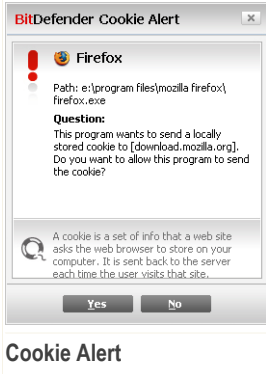 BitDefender Cookie Alert
Firefox
Path: e:\program files\mozilla firefox\
firefox.exe
Question:
This program wants to send a locally
stored cookie to [download.mozilla.org].
Do you want to allow this program to send
the cookie?
A cookie is a set of info that a web site
asks the web browser to store on your
computer. It is sent back to the server
each time the user visits that site.
Yes No
Cookie Alert